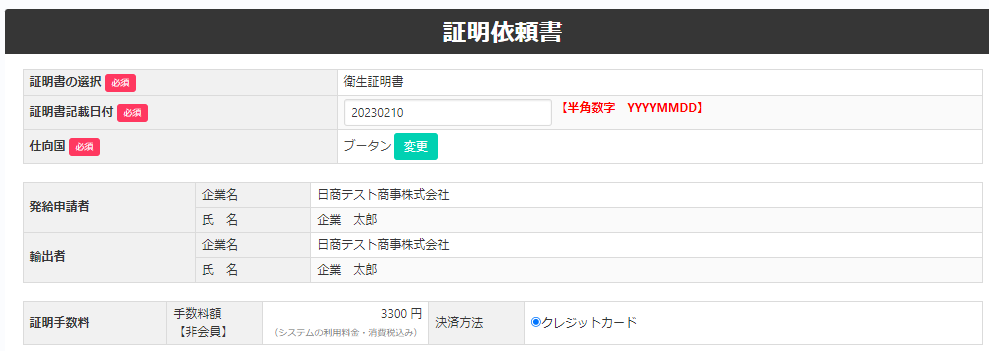 証明依頼書
証明書の選択 必須 衛生証明書
証明書記載日付 必須 20230210 【半角数字　YYYYMMDD】
仕向国 必須 ブータン 変更
発給申請者 企業名 日商テスト商事株式会社
氏　名 企業　太郎
輸出者 企業名 日商テスト商事株式会社
氏　名 企業　太郎
証明手数料 手数料額 3300 円 決済方法 クレジットカード
【非会員】 （システムの利用料金・消費税込み）